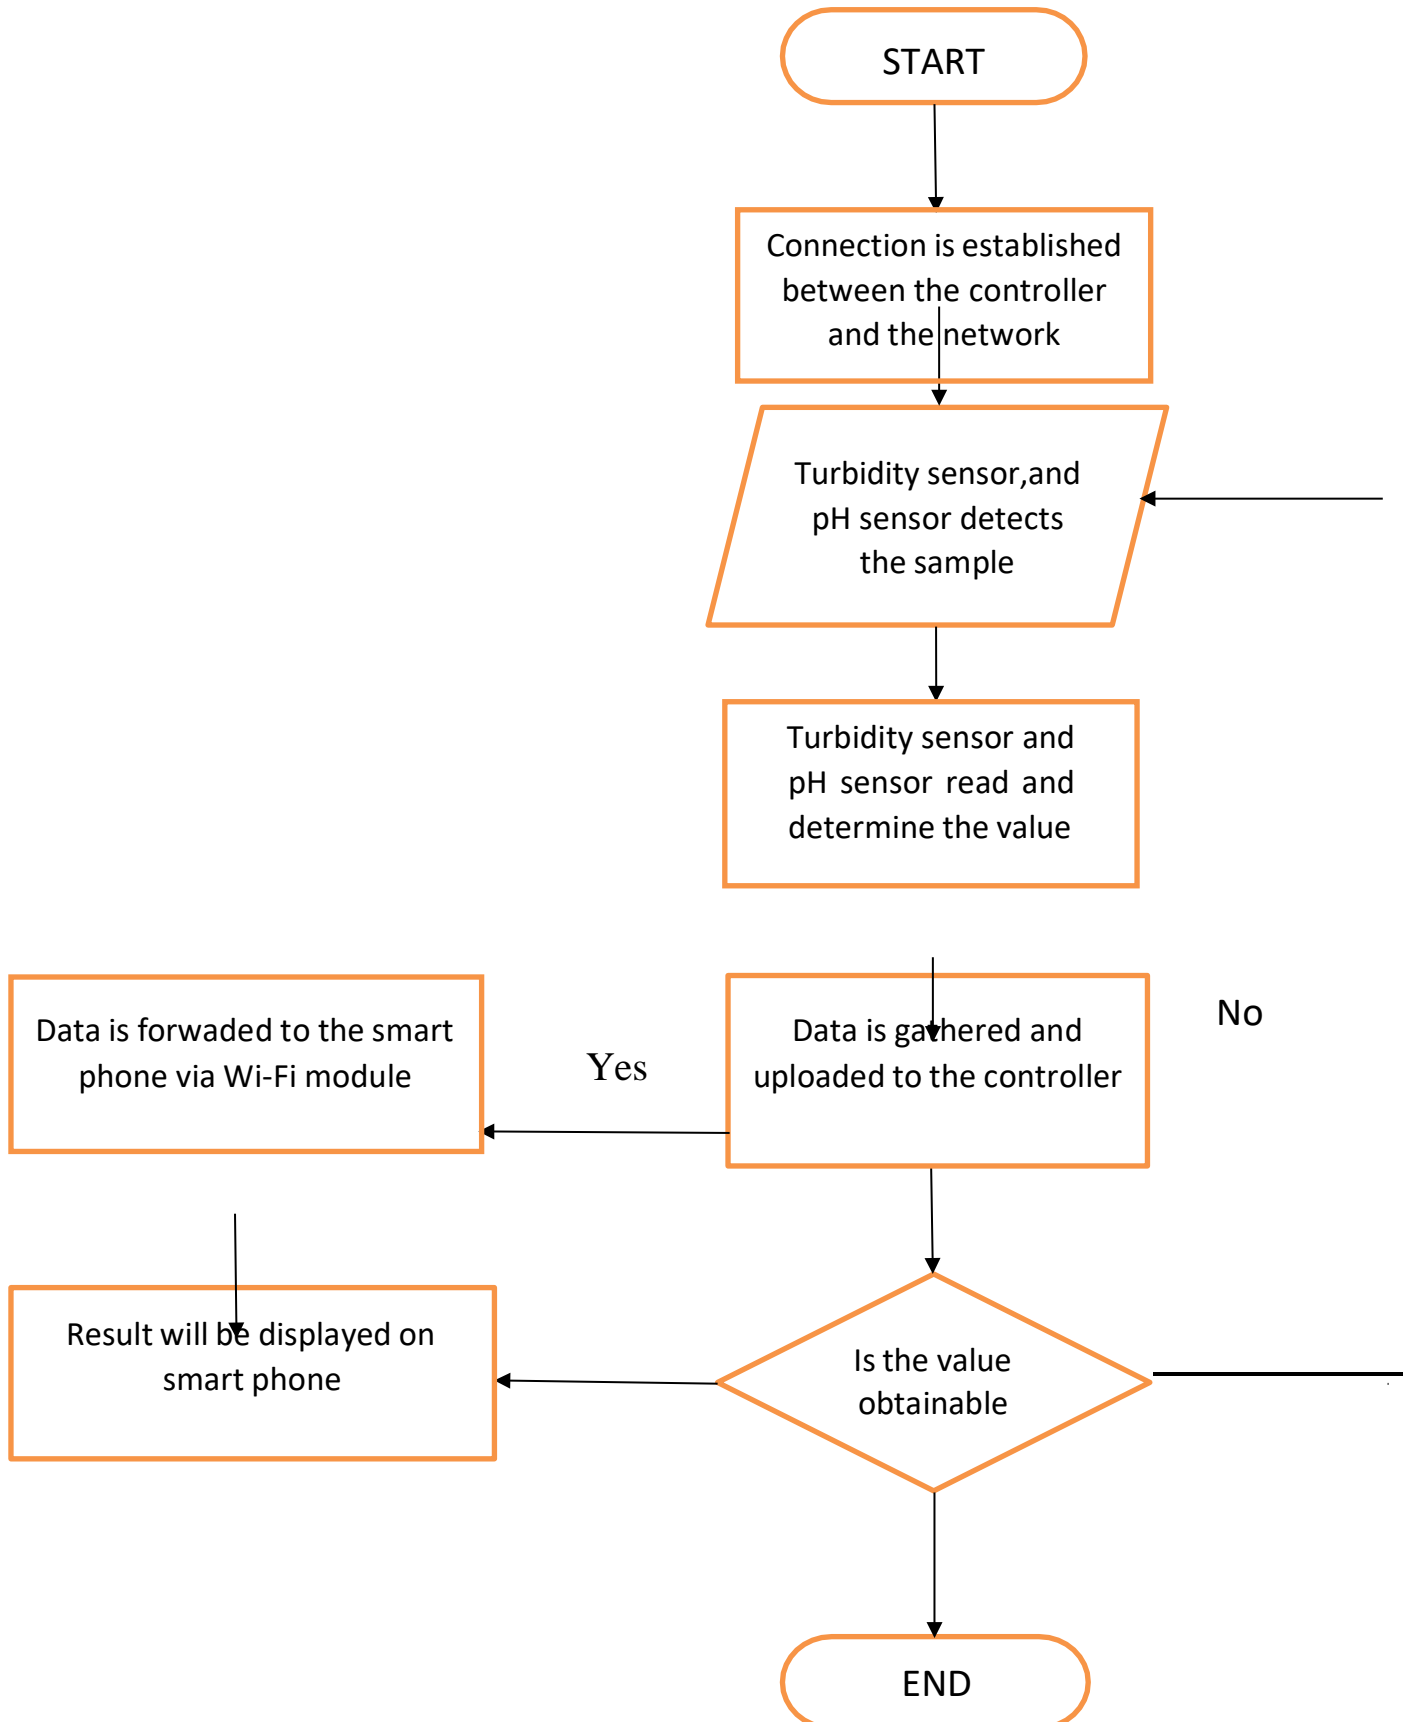 START
Connection is established
between the controller
and the network
Turbidity sensor,and
pH sensor detects
the sample
Turbidity sensor and
pH sensor read and
determine the value
Data is forwaded to the smart
phone via Wi-Fi module
Yes
Data is gathered and
uploaded to the controller
No
Result will be displayed on
smart phone
Is the value
obtainable
END